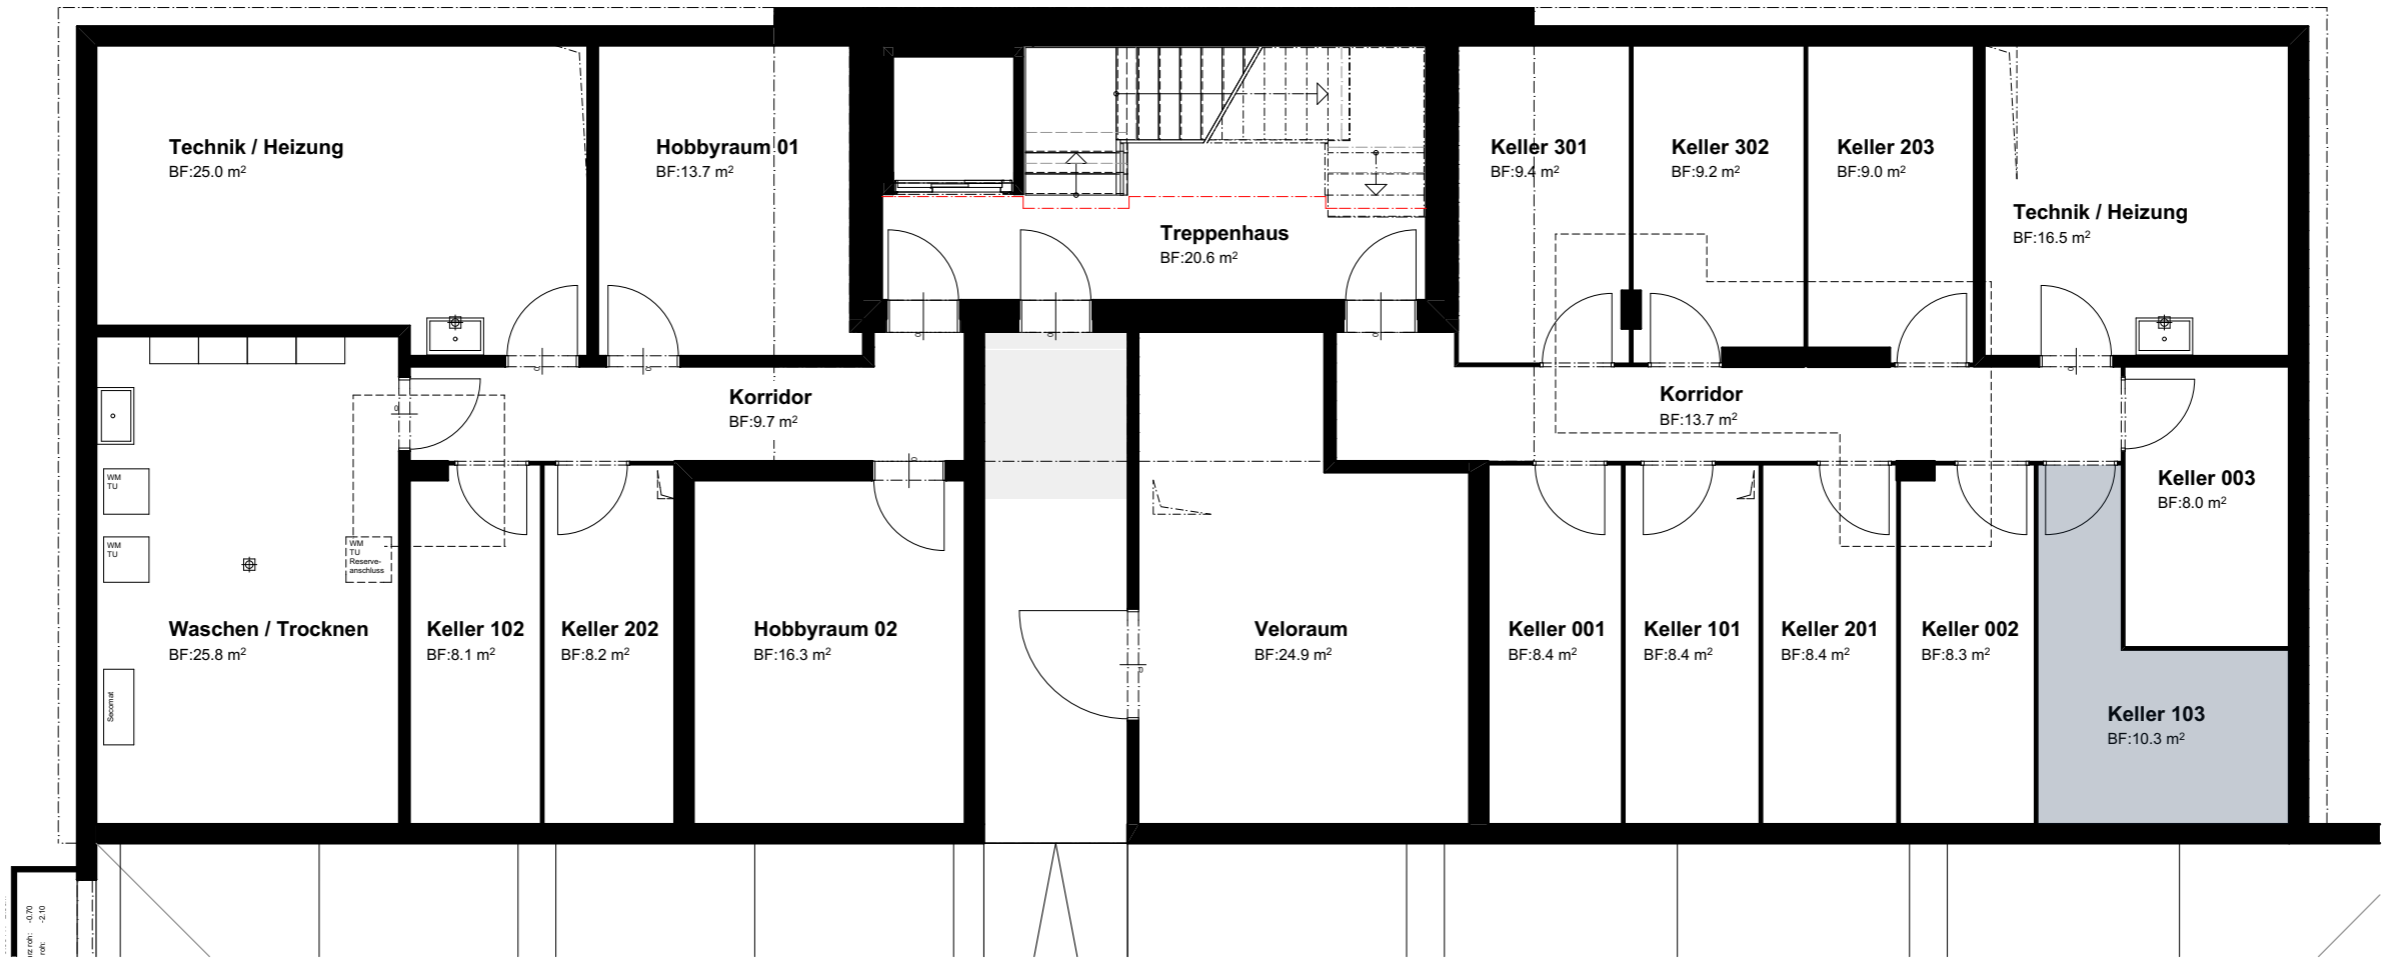 Technik / Heizung
BF:25.0 m²
Hobbyraum 01
BF:13.7 m²
Treppenhaus
BF:20.6 m²
Keller 301
BF:9.4 m²
Keller 302
BF:9.2 m²
Keller 203
BF:9.0 m²
Technik / Heizung
BF:16.5 m²
Korridor
BF:9.7 m²
Korridor
BF:13.7 m²
Keller 003
BF:8.0 m²
WM
TU
WM
TU
WM
TU
Reserve-
anschluss
Waschen / Trocknen
BF:25.8 m²
Secomat
Keller 102
BF:8.1 m²
Keller 202
BF:8.2 m²
Hobbyraum 02
BF:16.3 m²
Veloraum
BF:24.9 m²
Keller 001
BF:8.4 m²
Keller 101
BF:8.4 m²
Keller 201
BF:8.4 m²
Keller 002
BF:8.3 m²
Keller 103
BF:10.3 m²
roh: -0.70
roh: -2.10